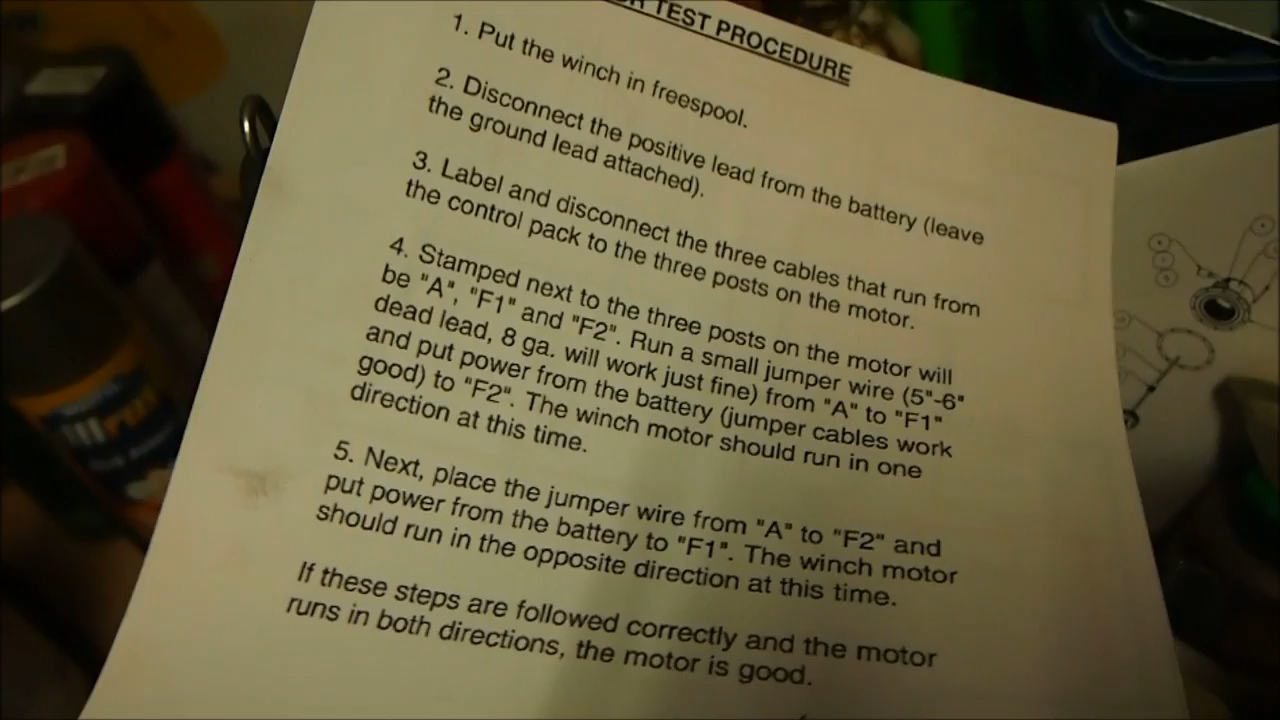 TEST PROCEDURE
1. Put the winch in freespool.
2. Disconnect the positive lead from the battery (leave
the ground lead attached).
3. Label and disconnect the three cables that run from
the control pack to the three posts on the motor.
4. Stamped next to the three posts on the motor will
be "A", "F1" and "F2". Run a small jumper wire (5"-6"
dead lead, 8 ga. will work just fine) from "A" to "F1"
and put power from the battery (jumper cables work
good) to "F2". The winch motor should run in one
direction at this time.
5. Next, place the jumper wire from "A" to "F2" and
put power from the battery to "F1". The winch motor
should run in the opposite direction at this time.
If these steps are followed correctly and the motor
runs in both directions, the motor is good.